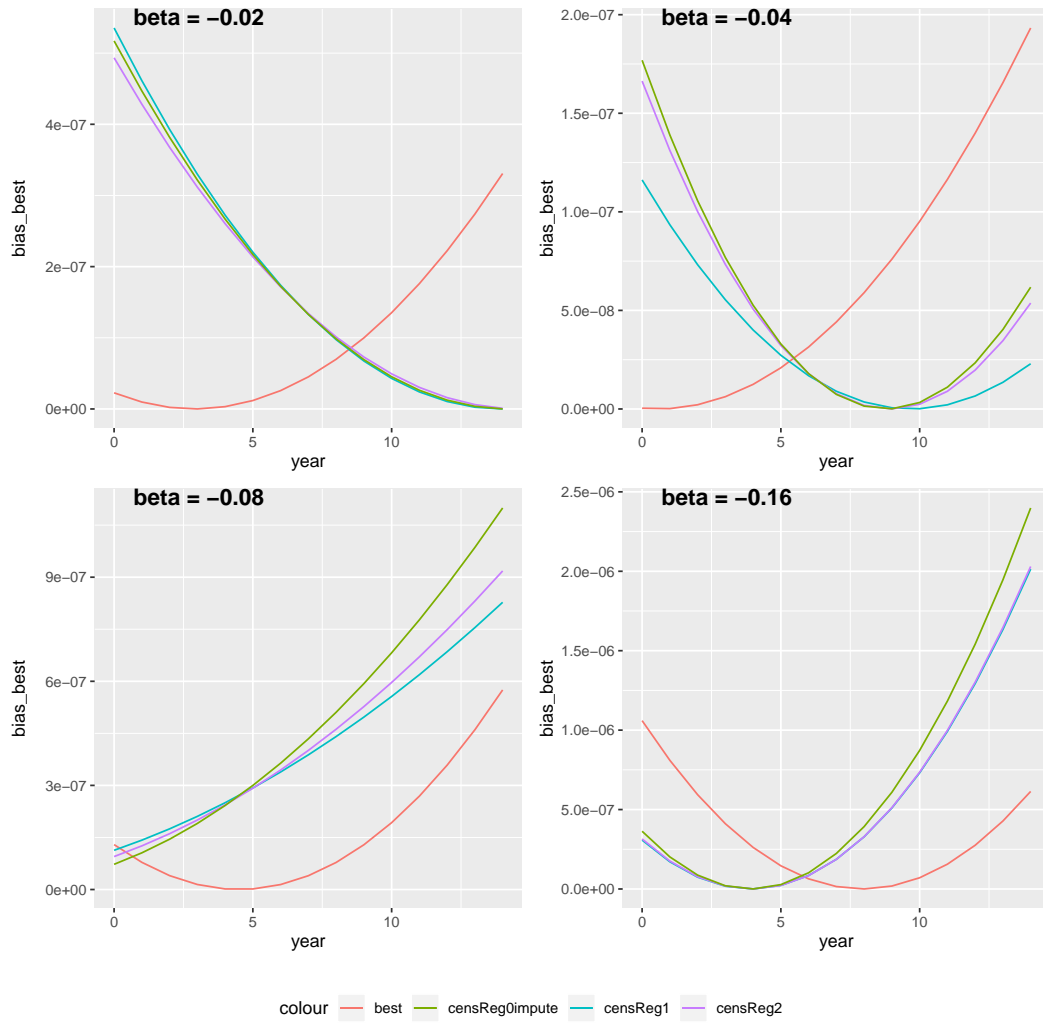 beta = −0.02
4e−07
2e−07
0e+00
0
5
10
year
bias_best
beta = −0.04
2.0e−07
1.5e−07
1.0e−07
5.0e−08
0.0e+00
0
5
10
year
bias_best
beta = −0.08
9e−07
6e−07
3e−07
0e+00
0
5
10
year
bias_best
beta = −0.16
2.5e−06
2.0e−06
1.5e−06
1.0e−06
5.0e−07
0.0e+00
0
5
10
year
bias_best
colour best censReg0impute censReg1 censReg2